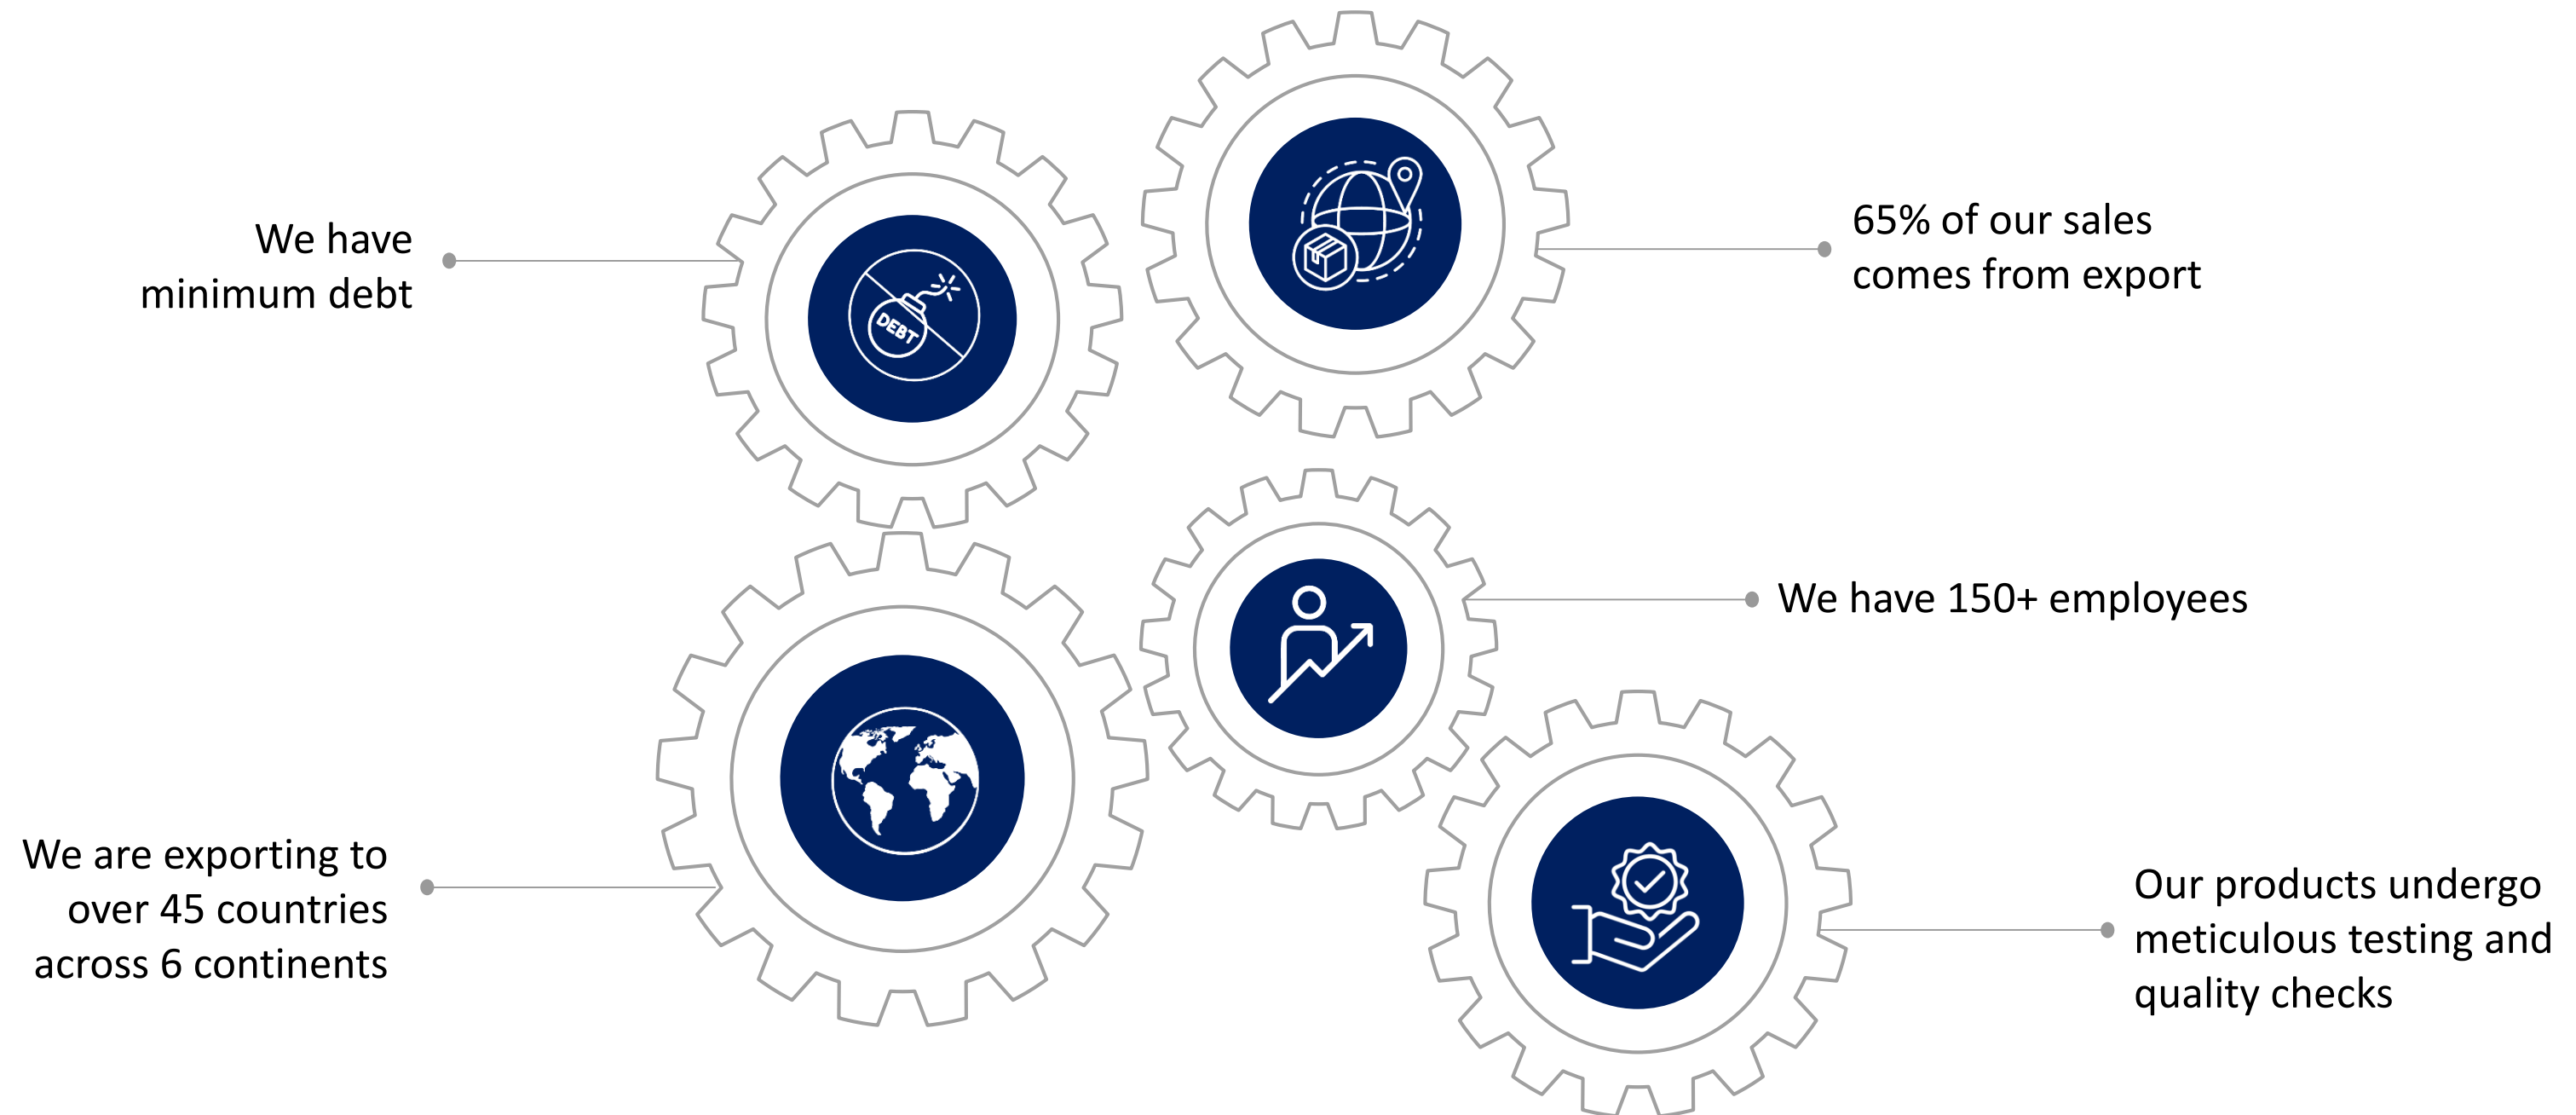 We have
minimum debt
DEBT
65% of our sales
comes from export
We have 150+ employees
We are exporting to
over 45 countries
across 6 continents
Our products undergo
meticulous testing and
quality checks